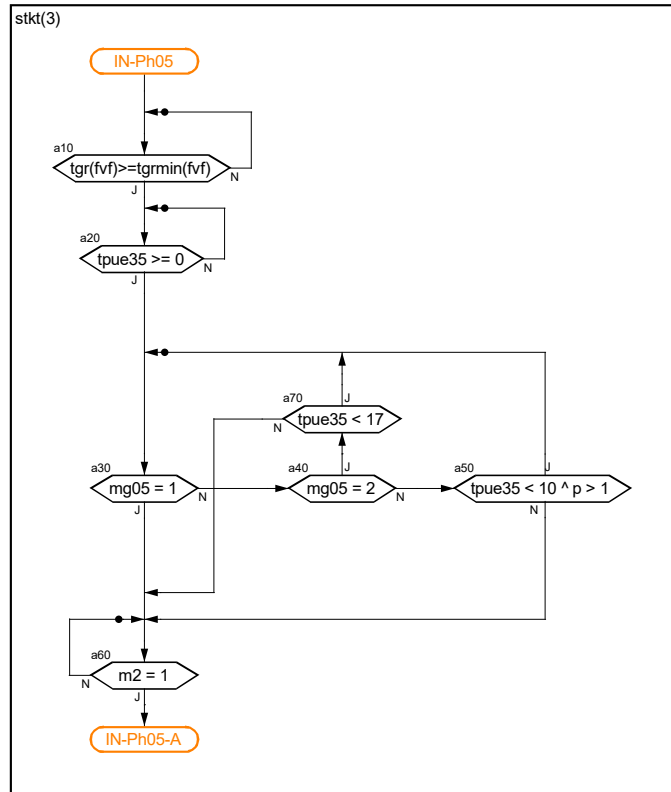 stkt(3)
IN-Ph05
a10
tgr(fvf)>=tgrmin(fvf)
N
J
a20
tpue35 >= 0
N
J
a70
J
tpue35 < 17
N
a30
mg05 = 1
N
J
a40
J
mg05 = 2
N
a50
J
tpue35 < 10 ^ p > 1
N
a60
m2 = 1
N
J
IN-Ph05-A